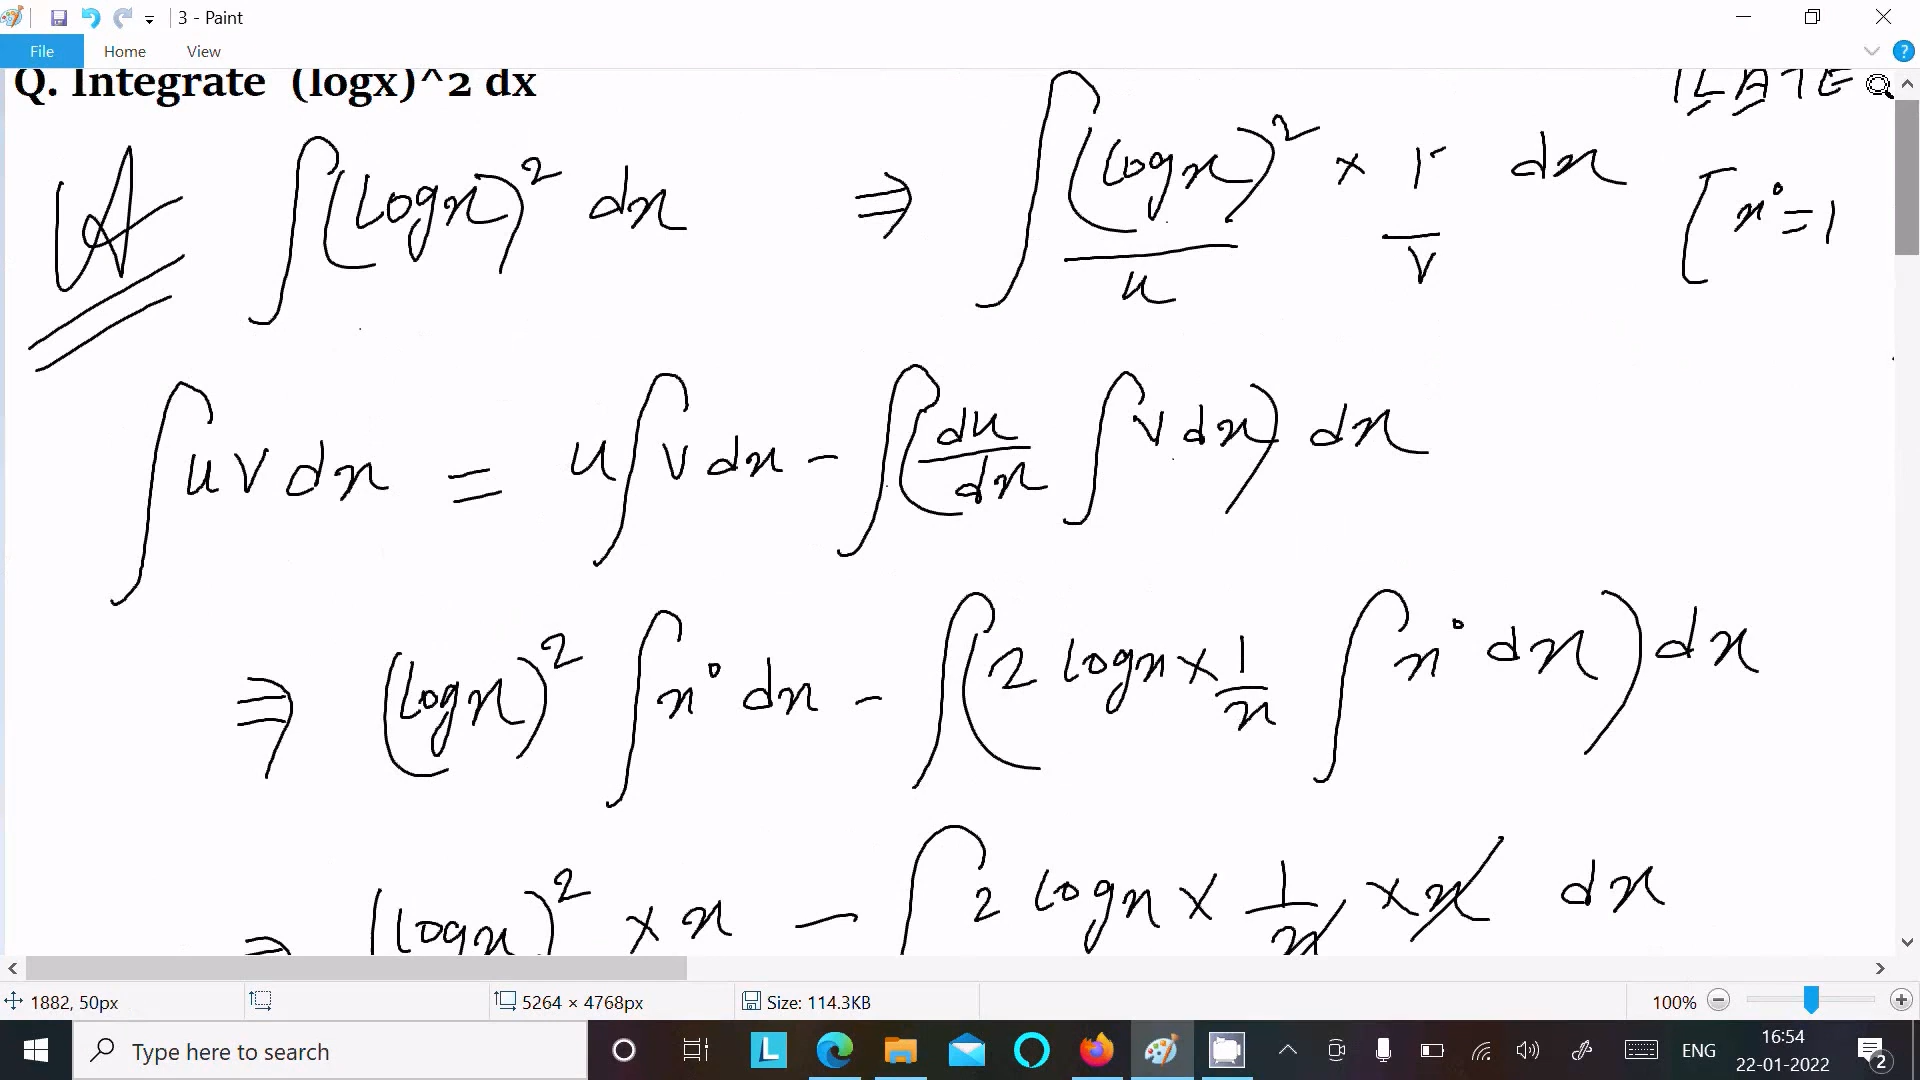 3 - Paint
File Home View
Q. Integrate (logx)^2 dx
ILATE
∫(logx)² dx ⇒ ∫(logx)² × 1 dx [x⁰=1
u v
∫uv dx = u∫v dx - ∫(du/dx ∫v dx) dx
⇒ (logx)² ∫x⁰ dx - ∫(2 logx × 1/x ∫x⁰ dx) dx
⇒ (logx)² × x - ∫2 logx × 1/x × x dx
1882, 50px 5264 × 4768px Size: 114.3KB 100%
Type here to search L ENG 16:54
22-01-2022 2